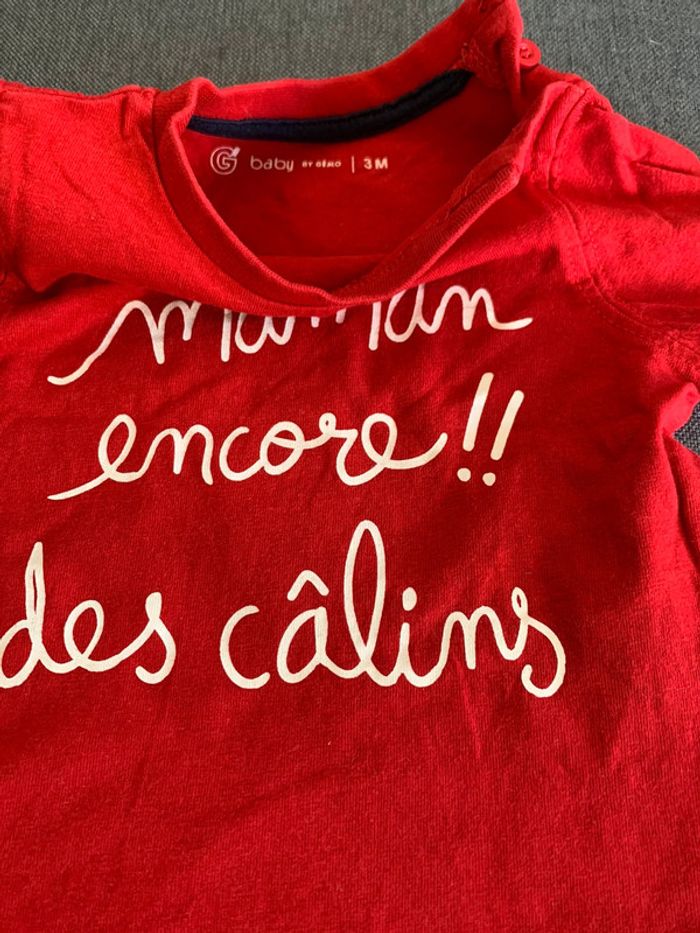 G baby BY GÉMO | 3M
maman
encore!!
des câlins